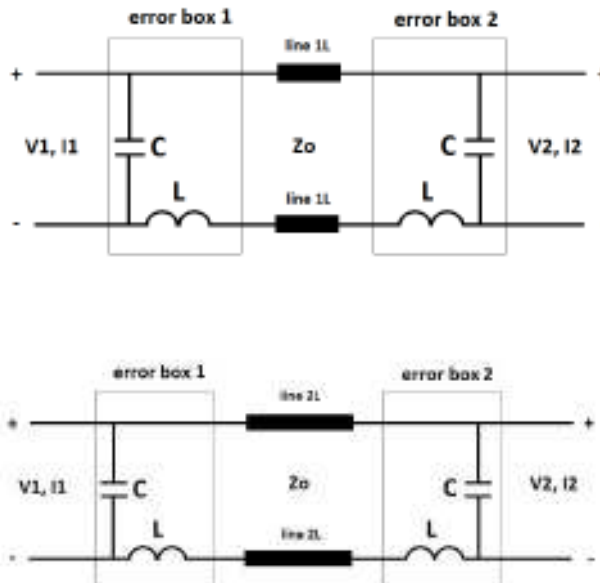 error box 1
error box 2
line 1L
+
V1, I1
C
Zo
C
V2, I2
L
line 1L
L
-
error box 1
error box 2
line 2L
+
+
V1, I1
C
Zo
C
V2, I2
L
line 2L
L
-
-